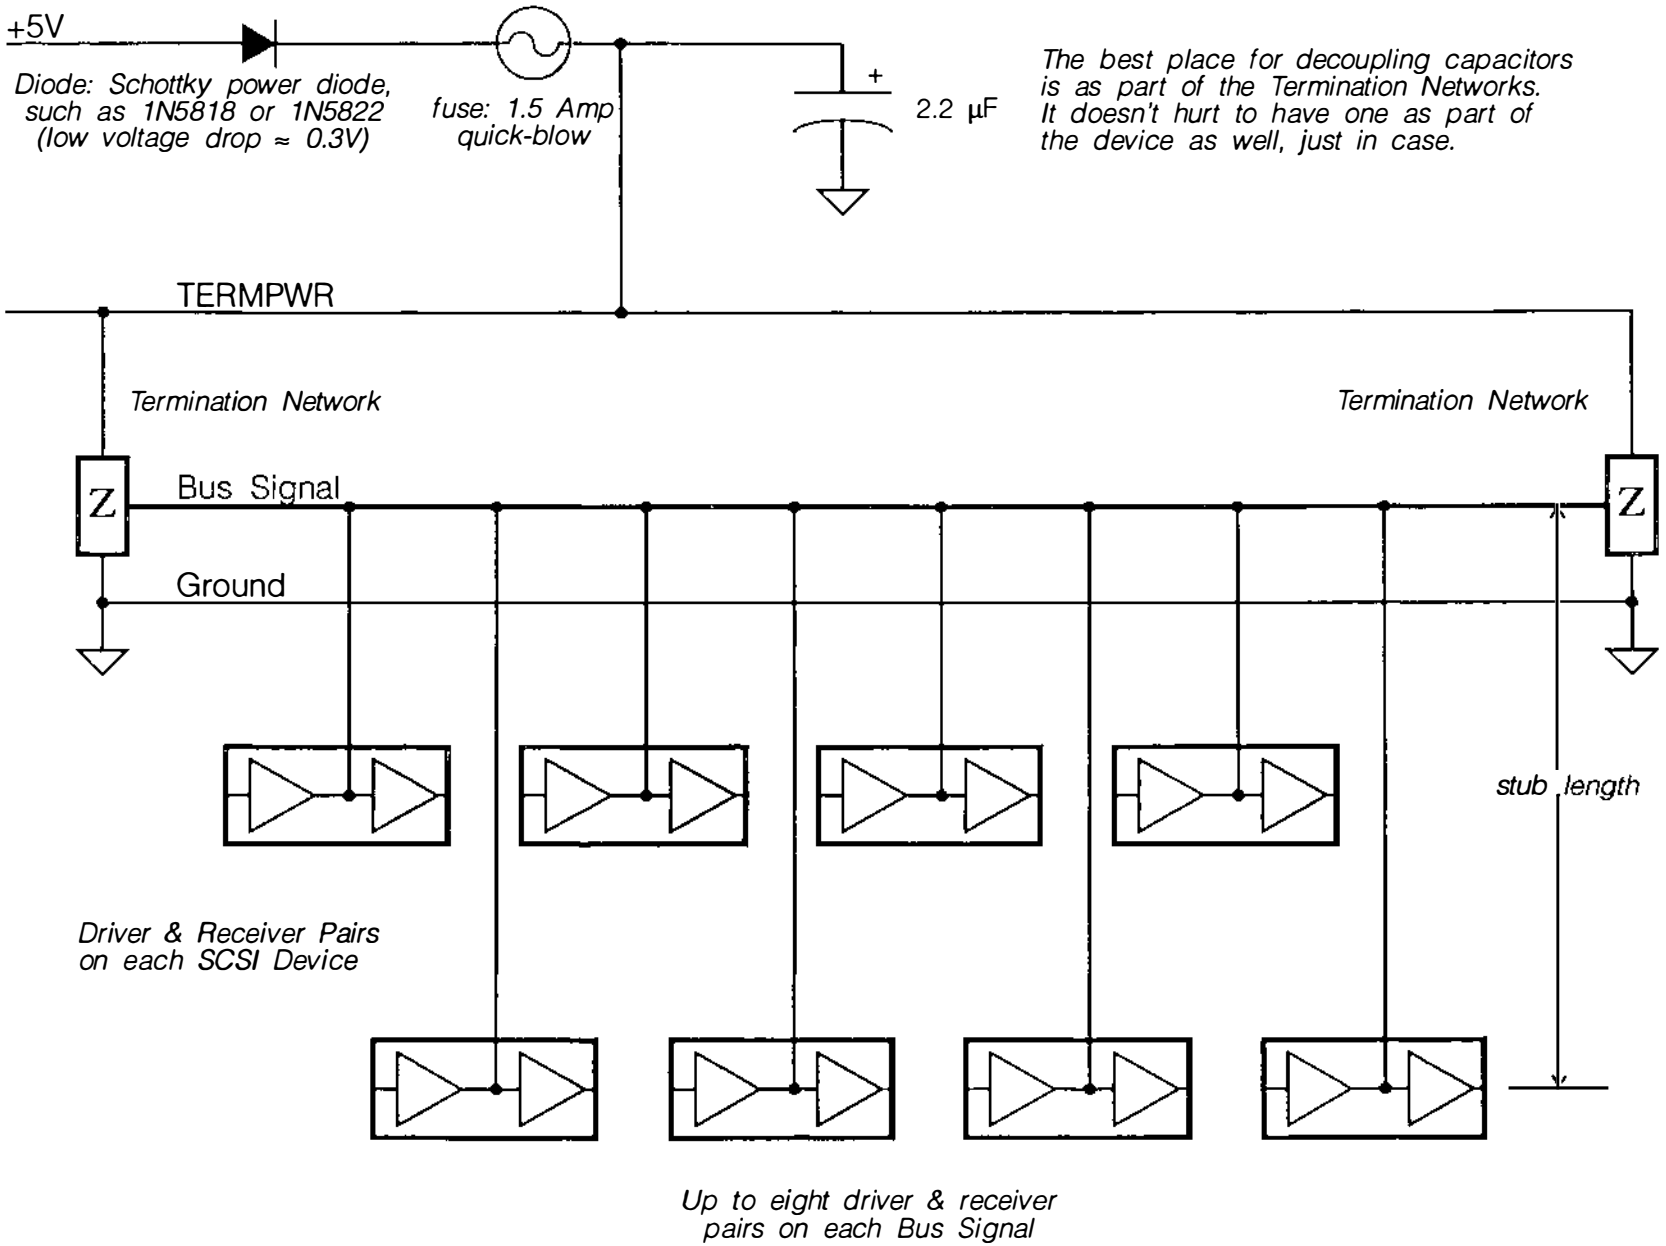 +5V
Diode: Schottky power diode,
such as 1N5818 or 1N5822
(low voltage drop ≈ 0.3V)
fuse: 1.5 Amp
quick-blow
+
2.2 µF
The best place for decoupling capacitors
is as part of the Termination Networks.
It doesn't hurt to have one as part of
the device as well, just in case.
TERMPWR
Termination Network
Termination Network
Z
Bus Signal
Z
Ground
stub length
Driver & Receiver Pairs
on each SCSI Device
Up to eight driver & receiver
pairs on each Bus Signal